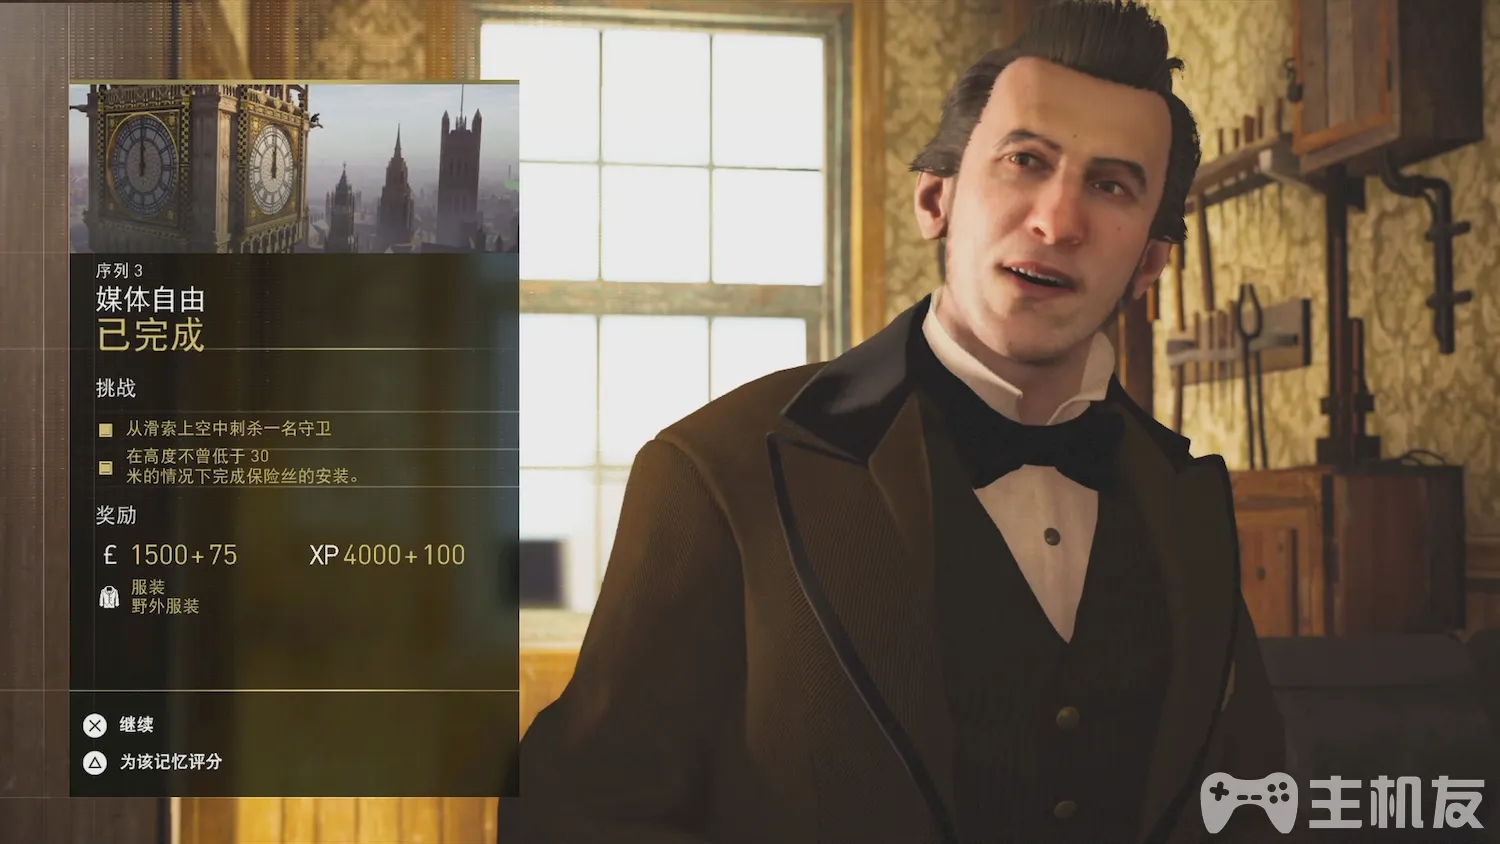 序列 3
媒体自由
已完成
挑战
从滑索上空中刺杀一名守卫
在高度不曾低于 30
米的情况下完成保险丝的安装。
奖励
£ 1500+75 XP 4000+100
服装
野外服装
继续
为该记忆评分
主机友